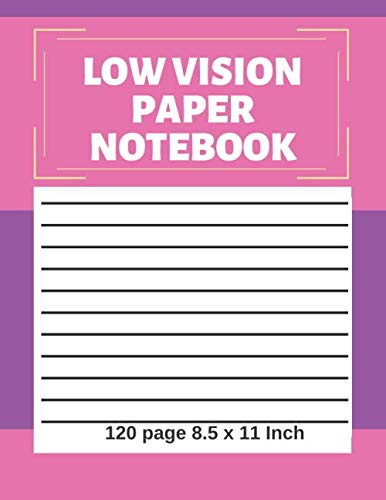 LOW VISION
PAPER
NOTEBOOK
120 page 8.5 x 11 Inch